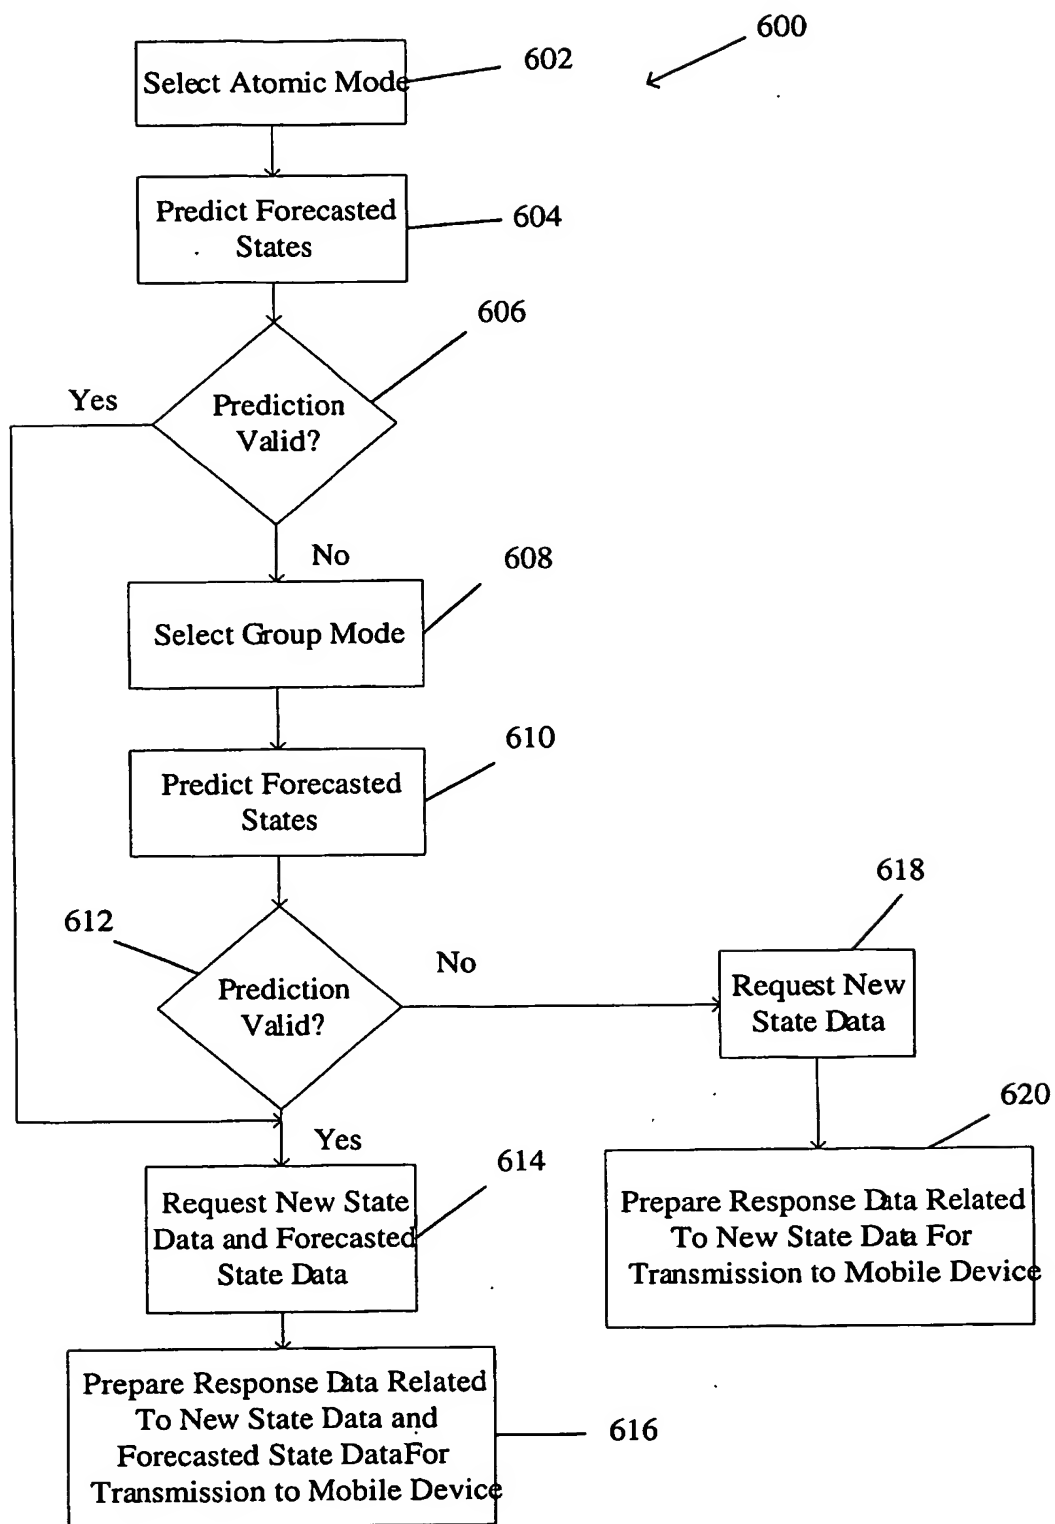 600
602
Select Atomic Mode
Predict Forecasted
States
604
606
Yes
Prediction
Valid?
No
608
Select Group Mode
610
Predict Forecasted
States
612
Prediction
Valid?
No
618
Request New
State Data
620
Prepare Response Data Related
To New State Data For
Transmission to Mobile Device
Yes
614
Request New State
Data and Forecasted
State Data
Prepare Response Data Related
To New State Data and
Forecasted State DataFor
Transmission to Mobile Device
616